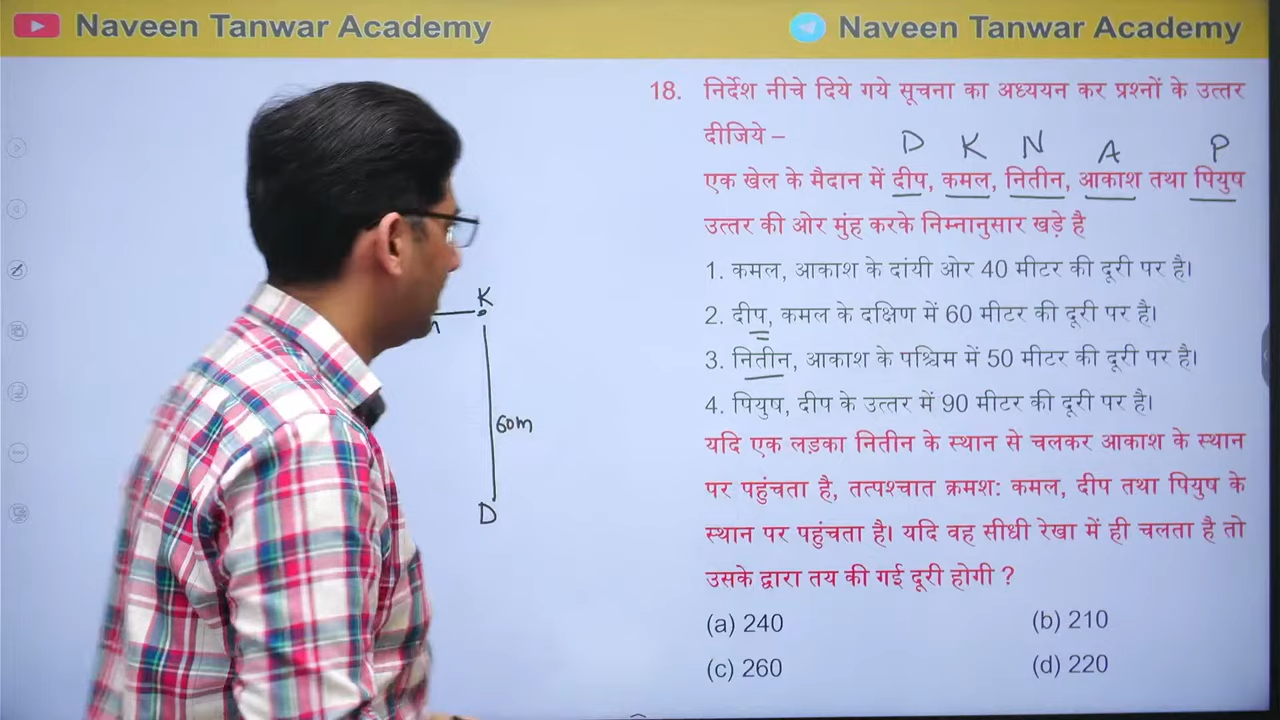 Naveen Tanwar Academy
Naveen Tanwar Academy
18. निर्देश नीचे दिये गये सूचना का अध्ययन कर प्रश्नों के उत्तर
दीजिये –
D K N A P
एक खेल के मैदान में दीप, कमल, नितीन, आकाश तथा पियुष
उत्तर की ओर मुंह करके निम्नानुसार खड़े है
1. कमल, आकाश के दांयी ओर 40 मीटर की दूरी पर है।
K
2. दीप, कमल के दक्षिण में 60 मीटर की दूरी पर है।
3. नितीन, आकाश के पश्चिम में 50 मीटर की दूरी पर है।
4. पियुष, दीप के उत्तर में 90 मीटर की दूरी पर है।
60m
यदि एक लड़का नितीन के स्थान से चलकर आकाश के स्थान
पर पहुंचता है, तत्पश्चात क्रमश: कमल, दीप तथा पियुष के
D
स्थान पर पहुंचता है। यदि वह सीधी रेखा में ही चलता है तो
उसके द्वारा तय की गई दूरी होगी ?
(a) 240 (b) 210
(c) 260 (d) 220